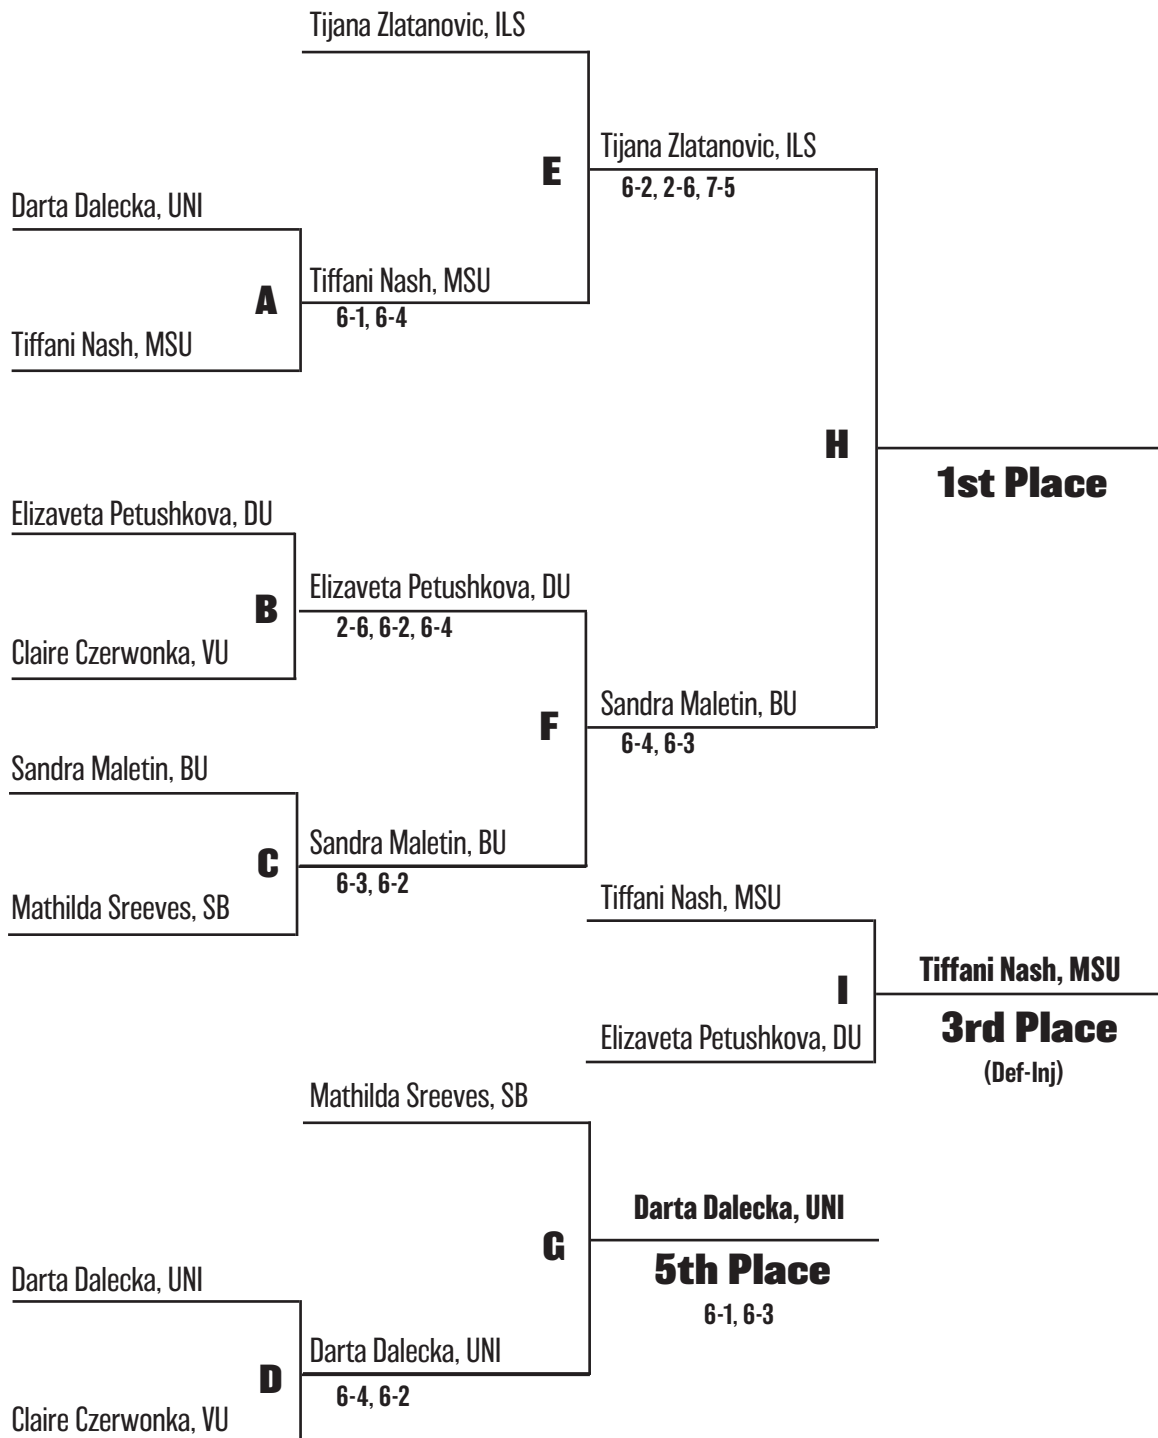 Tijana Zlatanovic, ILS
E
Tijana Zlatanovic, ILS
6-2, 2-6, 7-5
Darta Dalecka, UNI
A
Tiffani Nash, MSU
6-1, 6-4
Tiffani Nash, MSU
H
1st Place
Elizaveta Petushkova, DU
B
Elizaveta Petushkova, DU
2-6, 6-2, 6-4
Claire Czerwonka, VU
F
Sandra Maletin, BU
6-4, 6-3
Sandra Maletin, BU
C
Sandra Maletin, BU
6-3, 6-2
Mathilda Sreeves, SB
Tiffani Nash, MSU
I
Tiffani Nash, MSU
3rd Place
(Def-Inj)
Elizaveta Petushkova, DU
Mathilda Sreeves, SB
G
Darta Dalecka, UNI
5th Place
6-1, 6-3
Darta Dalecka, UNI
D
Darta Dalecka, UNI
6-4, 6-2
Claire Czerwonka, VU